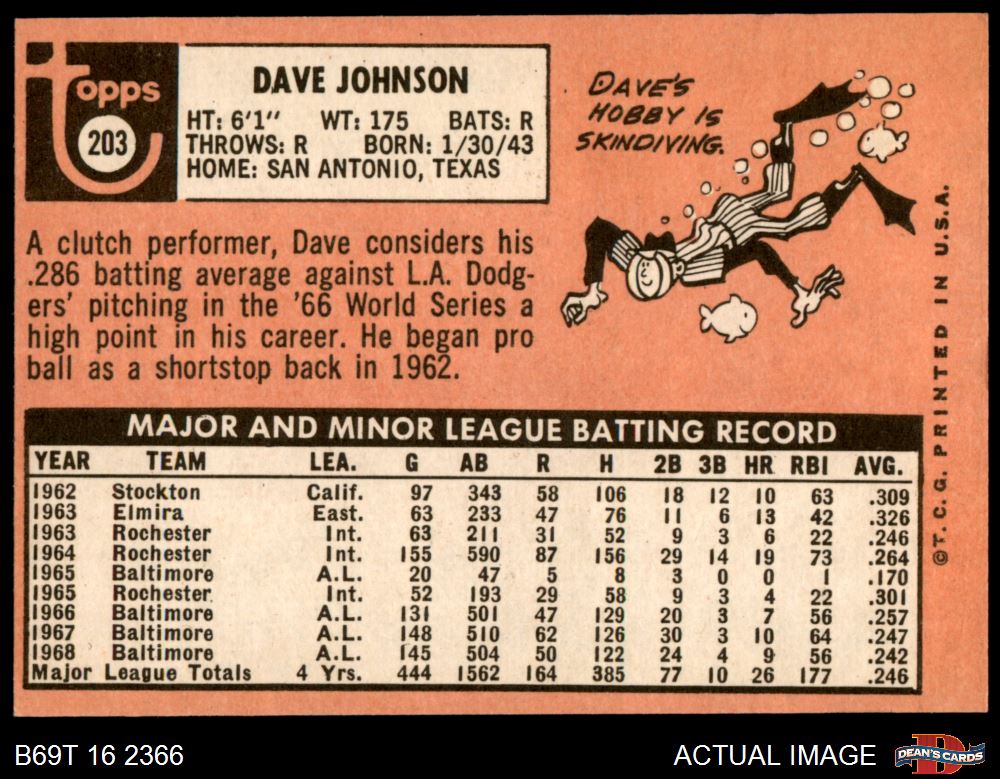 topps
203
DAVE JOHNSON
HT: 6'1" WT: 175 BATS: R
THROWS: R BORN: 1/30/43
HOME: SAN ANTONIO, TEXAS
DAVE'S
HOBBY IS
SKINDIVING.
A clutch performer, Dave considers his
.286 batting average against L.A. Dodg-
ers' pitching in the '66 World Series a
high point in his career. He began pro
ball as a shortstop back in 1962.
MAJOR AND MINOR LEAGUE BATTING RECORD
YEAR TEAM LEA. G AB R H 2B 3B HR RBI AVG.
1962 Stockton Calif. 97 343 58 106 18 12 10 63 .309
1963 Elmira East. 63 233 47 76 11 6 13 42 .326
1963 Rochester Int. 63 211 31 52 9 3 6 22 .246
1964 Rochester Int. 155 590 87 156 29 14 19 73 .264
1965 Baltimore A.L. 20 47 5 8 3 0 0 1 .170
1965 Rochester Int. 52 193 29 58 9 3 4 22 .301
1966 Baltimore A.L. 131 501 47 129 20 3 7 56 .257
1967 Baltimore A.L. 148 510 62 126 30 3 10 64 .247
1968 Baltimore A.L. 145 504 50 122 24 4 9 56 .242
Major League Totals 4 Yrs. 444 1562 164 385 77 10 26 177 .246
©T.C.G. PRINTED IN U.S.A.
B69T 16 2366
ACTUAL IMAGE
DEAN'S CARDS